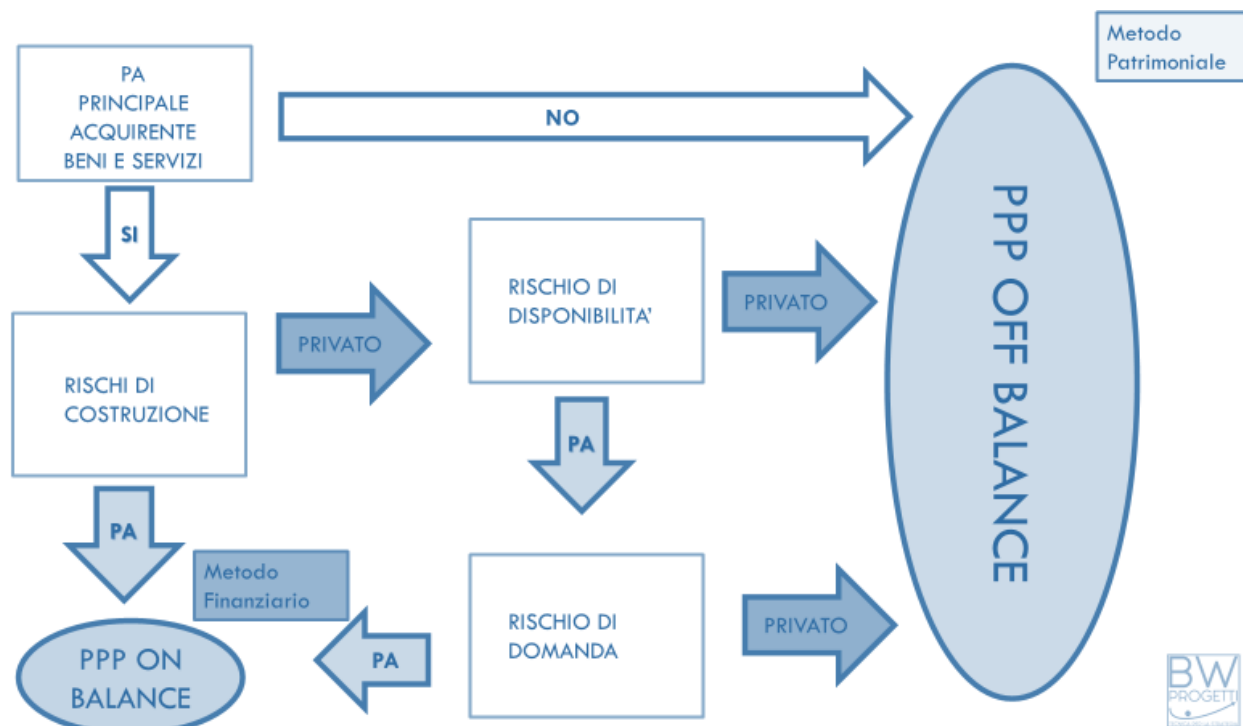 Metodo
Patrimoniale
PA
PRINCIPALE
ACQUIRENTE
BENI E SERVIZI
NO
SI
RISCHI DI
COSTRUZIONE
PRIVATO
RISCHIO DI
DISPONIBILITA'
PRIVATO
PPP OFF BALANCE
PA
PA
Metodo
Finanziario
RISCHIO DI
DOMANDA
PRIVATO
PA
PPP ON
BALANCE
BW
PROGETTI